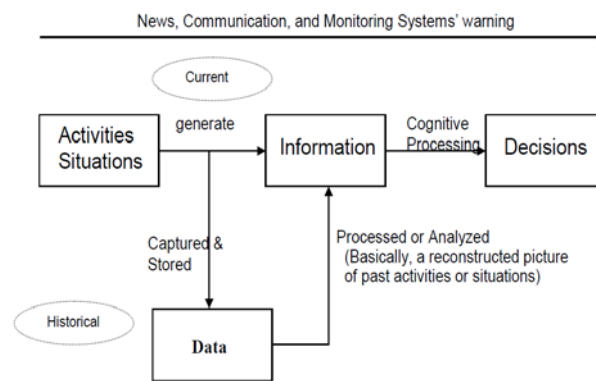 News, Communication, and Monitoring Systems' warning
Current
Activities
Situations
generate
Information
Cognitive
Processing
Decisions
Captured &
Stored
Processed or Analyzed
(Basically, a reconstructed picture
of past activities or situations)
Historical
Data